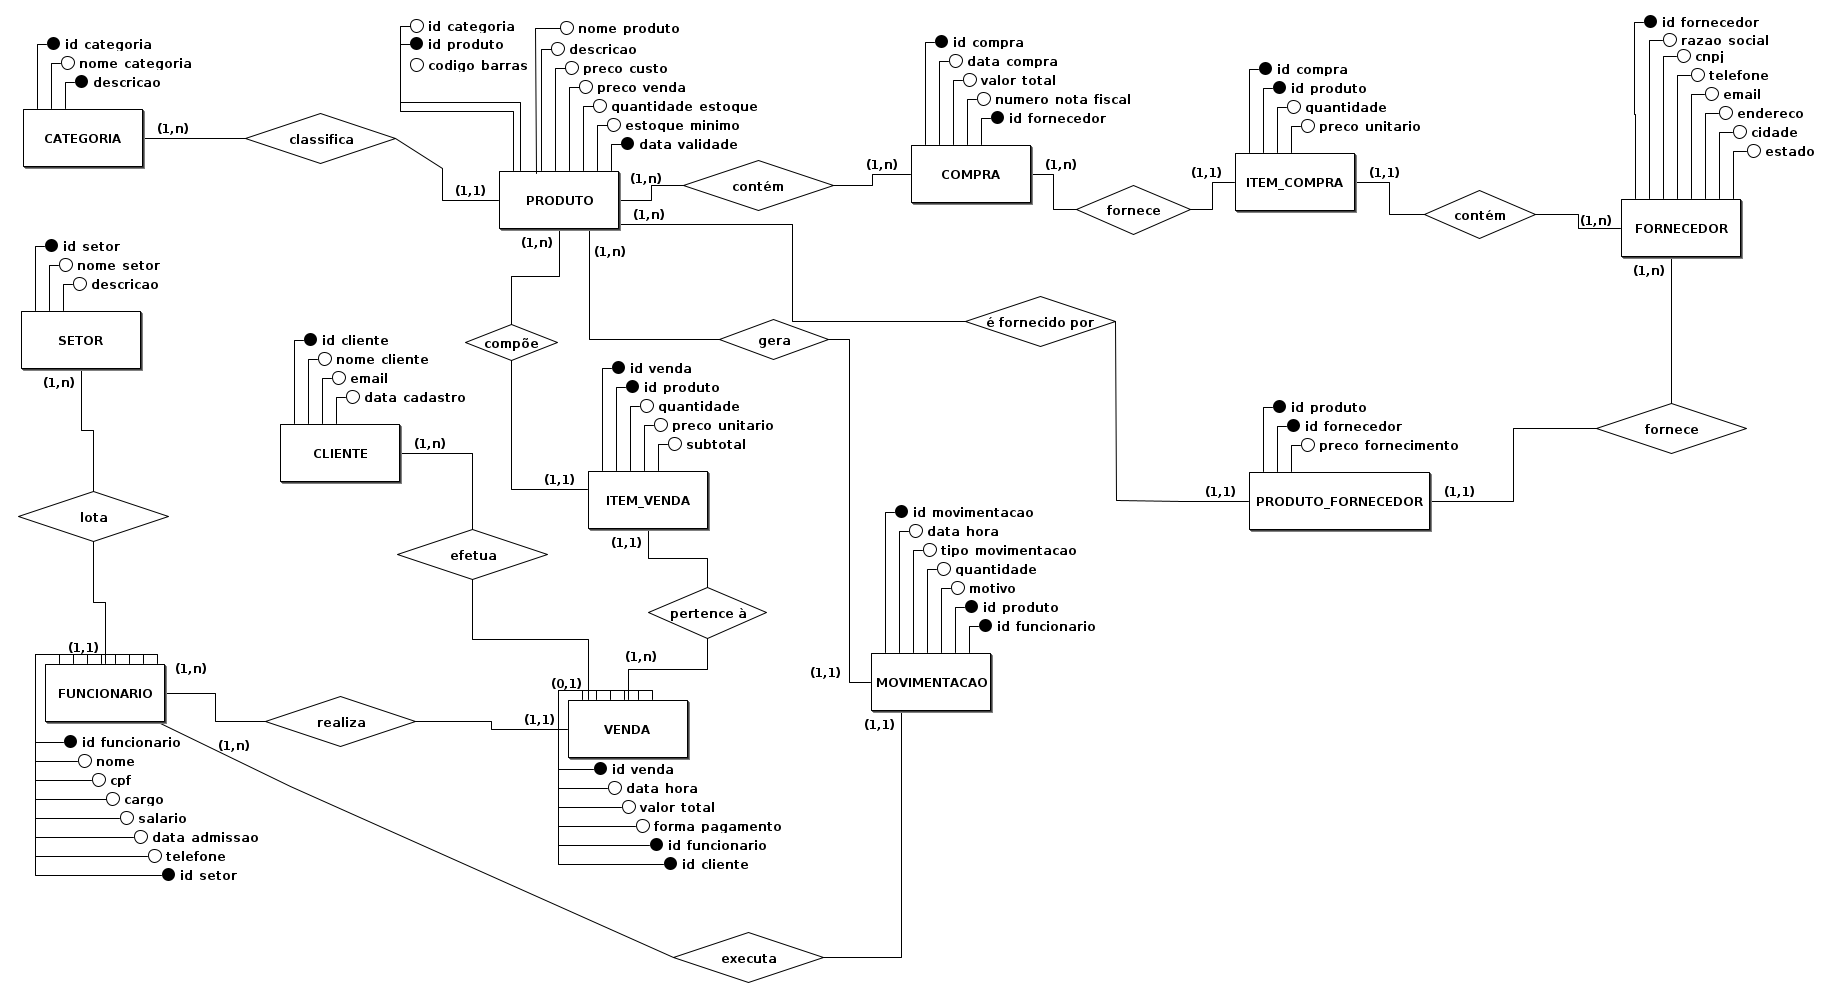 id categoria
nome categoria
descricao
CATEGORIA
(1,n)
classifica
(1,1)
id categoria
id produto
codigo barras
nome produto
descricao
preco custo
preco venda
quantidade estoque
estoque minimo
data validade
PRODUTO
(1,n)
(1,n)
(1,n)
(1,n)
contém
(1,n)
id compra
data compra
valor total
numero nota fiscal
id fornecedor
COMPRA
(1,n)
fornece
(1,1)
id compra
id produto
quantidade
preco unitario
ITEM_COMPRA
(1,1)
contém
(1,n)
id fornecedor
razao social
cnpj
telefone
email
endereco
cidade
estado
FORNECEDOR
(1,n)
id setor
nome setor
descricao
SETOR
(1,n)
lota
(1,1)
id cliente
nome cliente
email
data cadastro
CLIENTE
(1,n)
efetua
(0,1)
compõe
(1,1)
gera
(1,1)
é fornecido por
(1,1)
id venda
id produto
quantidade
preco unitario
subtotal
ITEM_VENDA
(1,1)
pertence à
(1,n)
id produto
id fornecedor
preco fornecimento
PRODUTO_FORNECEDOR
(1,1)
fornece
id movimentacao
data hora
tipo movimentacao
quantidade
motivo
id produto
id funcionario
MOVIMENTACAO
(1,1)
FUNCIONARIO
(1,n)
realiza
(1,1)
VENDA
(1,n)
id funcionario
nome
cpf
cargo
salario
data admissao
telefone
id setor
id venda
data hora
valor total
forma pagamento
id funcionario
id cliente
executa